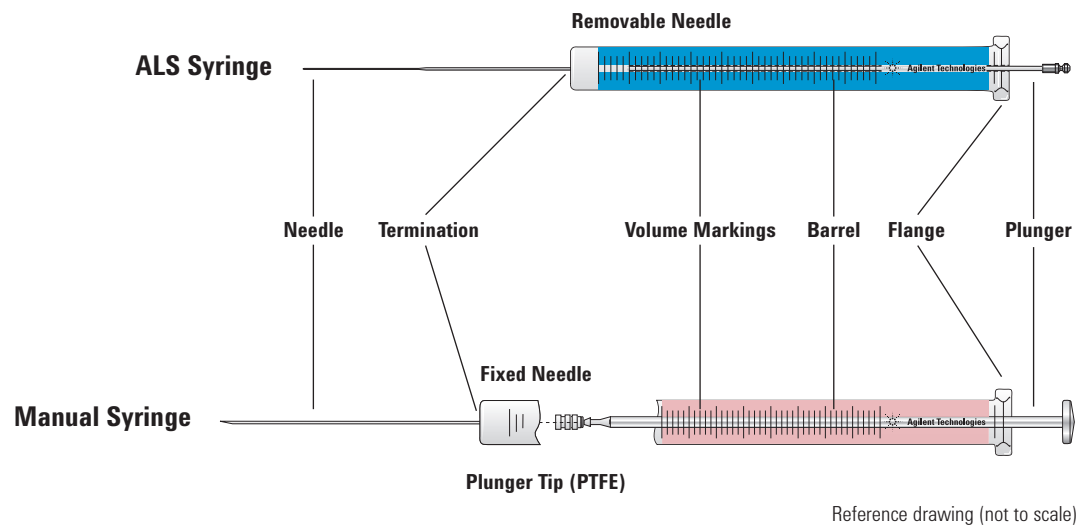 Removable Needle
ALS Syringe
Agilent Technologies
Needle
Termination
Volume Markings
Barrel
Flange
Plunger
Fixed Needle
Manual Syringe
Agilent Technologies
Plunger Tip (PTFE)
Reference drawing (not to scale)